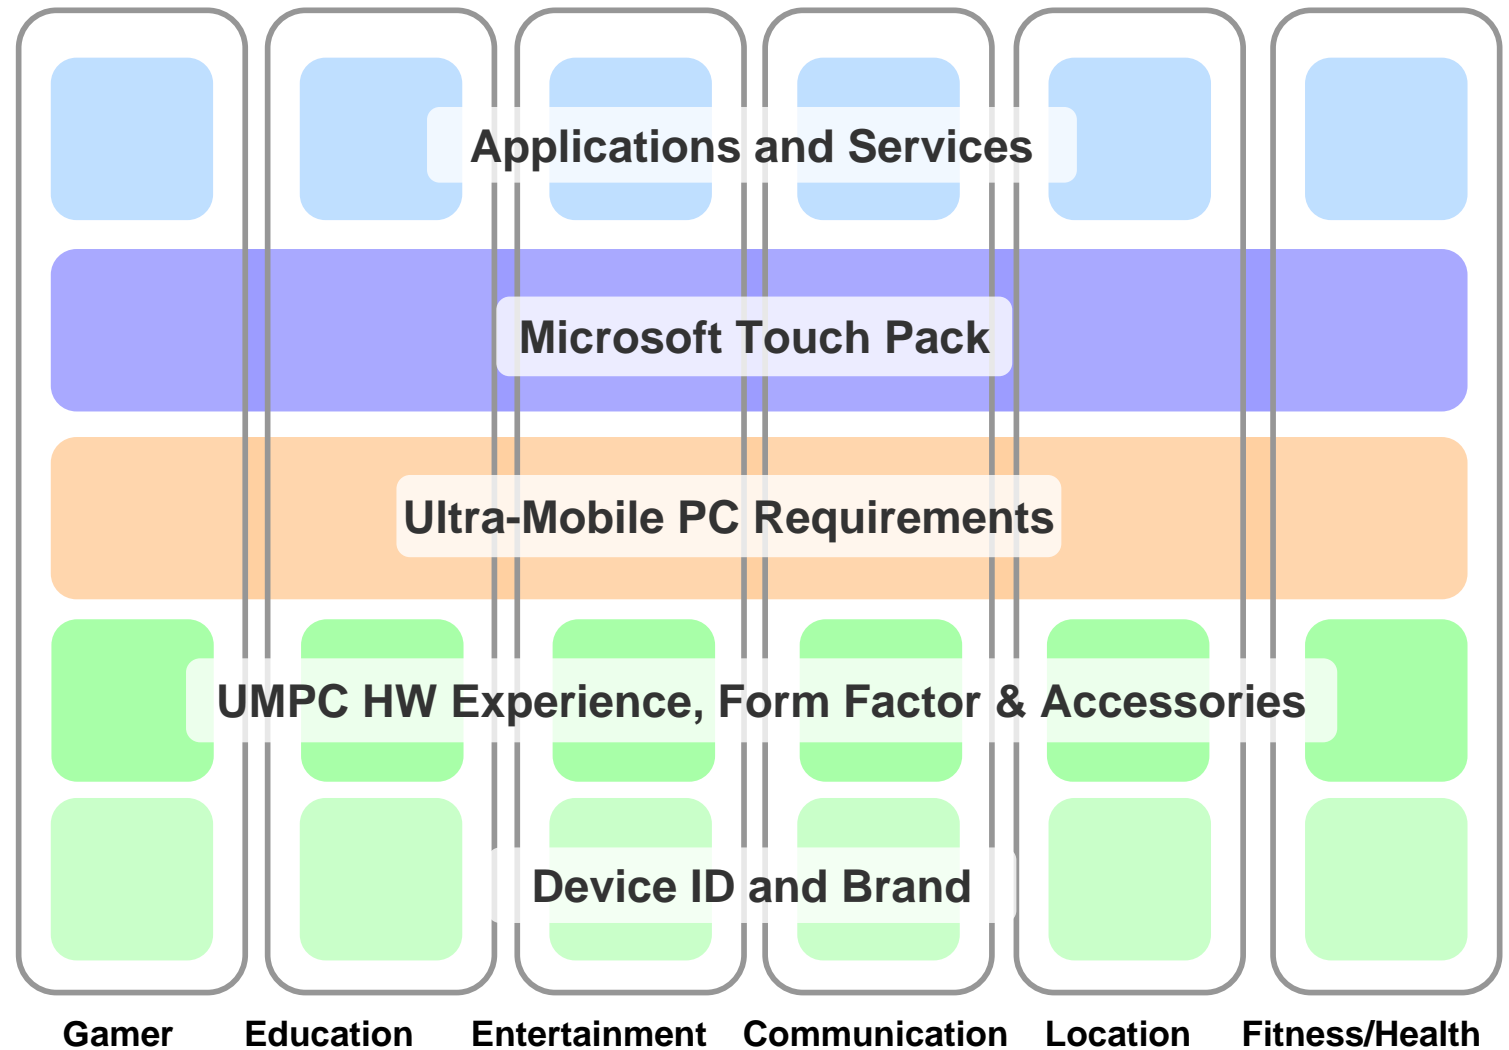 Applications and Services
Microsoft Touch Pack
Ultra-Mobile PC Requirements
UMPC HW Experience, Form Factor & Accessories
Device ID and Brand
Gamer Education Entertainment Communication Location Fitness/Health